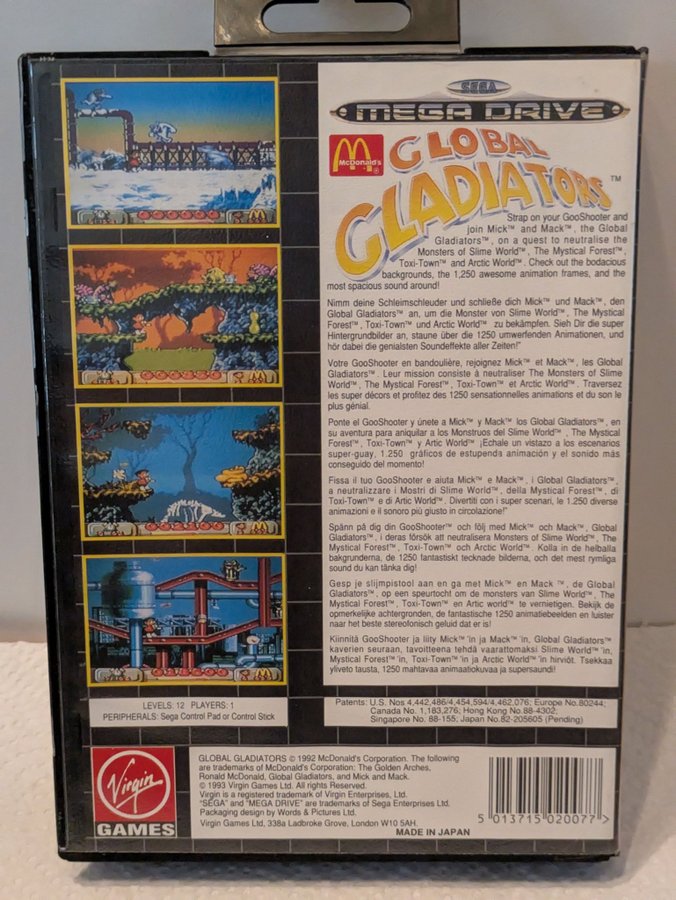 SEGA
MEGA DRIVE
McDonald's
GLOBAL
GLADIATORS™
Strap on your GooShooter and
join Mick™ and Mack™, the Global
Gladiators™, on a quest to neutralise the
Monsters of Slime World™, The Mystical Forest™,
Toxi-Town™ and Arctic World™. Check out the bodacious
backgrounds, the 1,250 awesome animation frames, and the
most spacious sound around!
Nimm deine Schleimschleuder und schließe dich Mick™ und Mack™, den
Global Gladiators™ an, um die Monster von Slime World™, The Mystical
Forest™, Toxi-Town™ und Arctic World™ zu bekämpfen. Sieh Dir die super
Hintergrundbilder an, staune über die 1250 umwerfenden Animationen, und
hör dabei die genialsten Soundeffekte aller Zeiten!"
Votre GooShooter en bandoulière, rejoignez Mick™ et Mack™, les Global
Gladiators™. Leur mission consiste à neutraliser The Monsters of Slime
World™, The Mystical Forest™, Toxi-Town™ et Arctic World™. Traversez
les super décors et profitez des 1250 sensationnelles animations et du son le
plus génial.
Ponte el GooShooter y únete a Mick™ y Mack™ los Global Gladiators™, en
su aventura para aniquilar a los Monstruos del Slime World™, The Mystical
Forest™, Toxi-Town™ y Artic World™ ¡Echale un vistazo a los escenarios
super-guay, 1.250 gráficos de estupenda animación y el sonido más
conseguido del momento!
Fissa il tuo GooShooter e aiuta Mick™ e Mack™, i Global Gladiators™,
a neutralizzare i Mostri di Slime World™, della Mystical Forest™, di
Toxi-Town™ e di Artic World™. Divertiti con i super scenari, le 1.250 diverse
animazioni e il sonoro più giusto in circolazione!"
Spänn på dig din GooShooter™ och följ med Mick™ och Mack™, Global
Gladiators™, i deras försök att neutralisera Monsters of Slime World™, The
Mystical Forest™, Toxi-Town™ och Arctic World™. Kolla in de helballa
bakgrunderna, de 1250 fantastiskt tecknade bilderna, och det mest rymliga
sound du kan tänka dig!
Gesp je slijmpistool aan en ga met Mick™ en Mack™, de Global
Gladiators™, op een speurtocht om de monsters van Slime World™, The
Mystical Forest™, Toxi-Town™ en Artic world™ te vernietigen. Bekijk de
opmerkelijke achtergronden, de fantastische 1250 animatiebeelden en luister
naar het beste stereofonisch geluid dat er is!
Kiinnitä GooShooter ja liity Mick™'in ja Mack™'in, Global Gladiators™
kaverien seuraan, tavoitteena tehdä vaarattomaksi Slime World™'in,
Mystical Forest™'in, Toxi-Town™'in ja Arctic World™'in hirviöt. Tsekkaa
yliveto tausta, 1250 mahtavaa animaatiokuvaa ja supersaundi!
LEVELS: 12 PLAYERS: 1
PERIPHERALS: Sega Control Pad or Control Stick
Patents: U.S. Nos 4,442,486/4,454,594/4,462,076; Europe No.80244;
Canada No. 1,183,276; Hong Kong No.88-4302;
Singapore No. 88-155; Japan No.82-205605 (Pending)
Virgin
GAMES
GLOBAL GLADIATORS © 1992 McDonald's Corporation. The following
are trademarks of McDonald's Corporation: The Golden Arches,
Ronald McDonald, Global Gladiators, and Mick and Mack.
© 1993 Virgin Games Ltd. All rights reserved.
Virgin is a registered trademark of Virgin Enterprises, Ltd.
"SEGA" and "MEGA DRIVE" are trademarks of Sega Enterprises Ltd.
Packaging design by Words & Pictures Ltd.
Virgin Games Ltd, 338a Ladbroke Grove, London W10 5AH.
MADE IN JAPAN
5 013715 020077 >